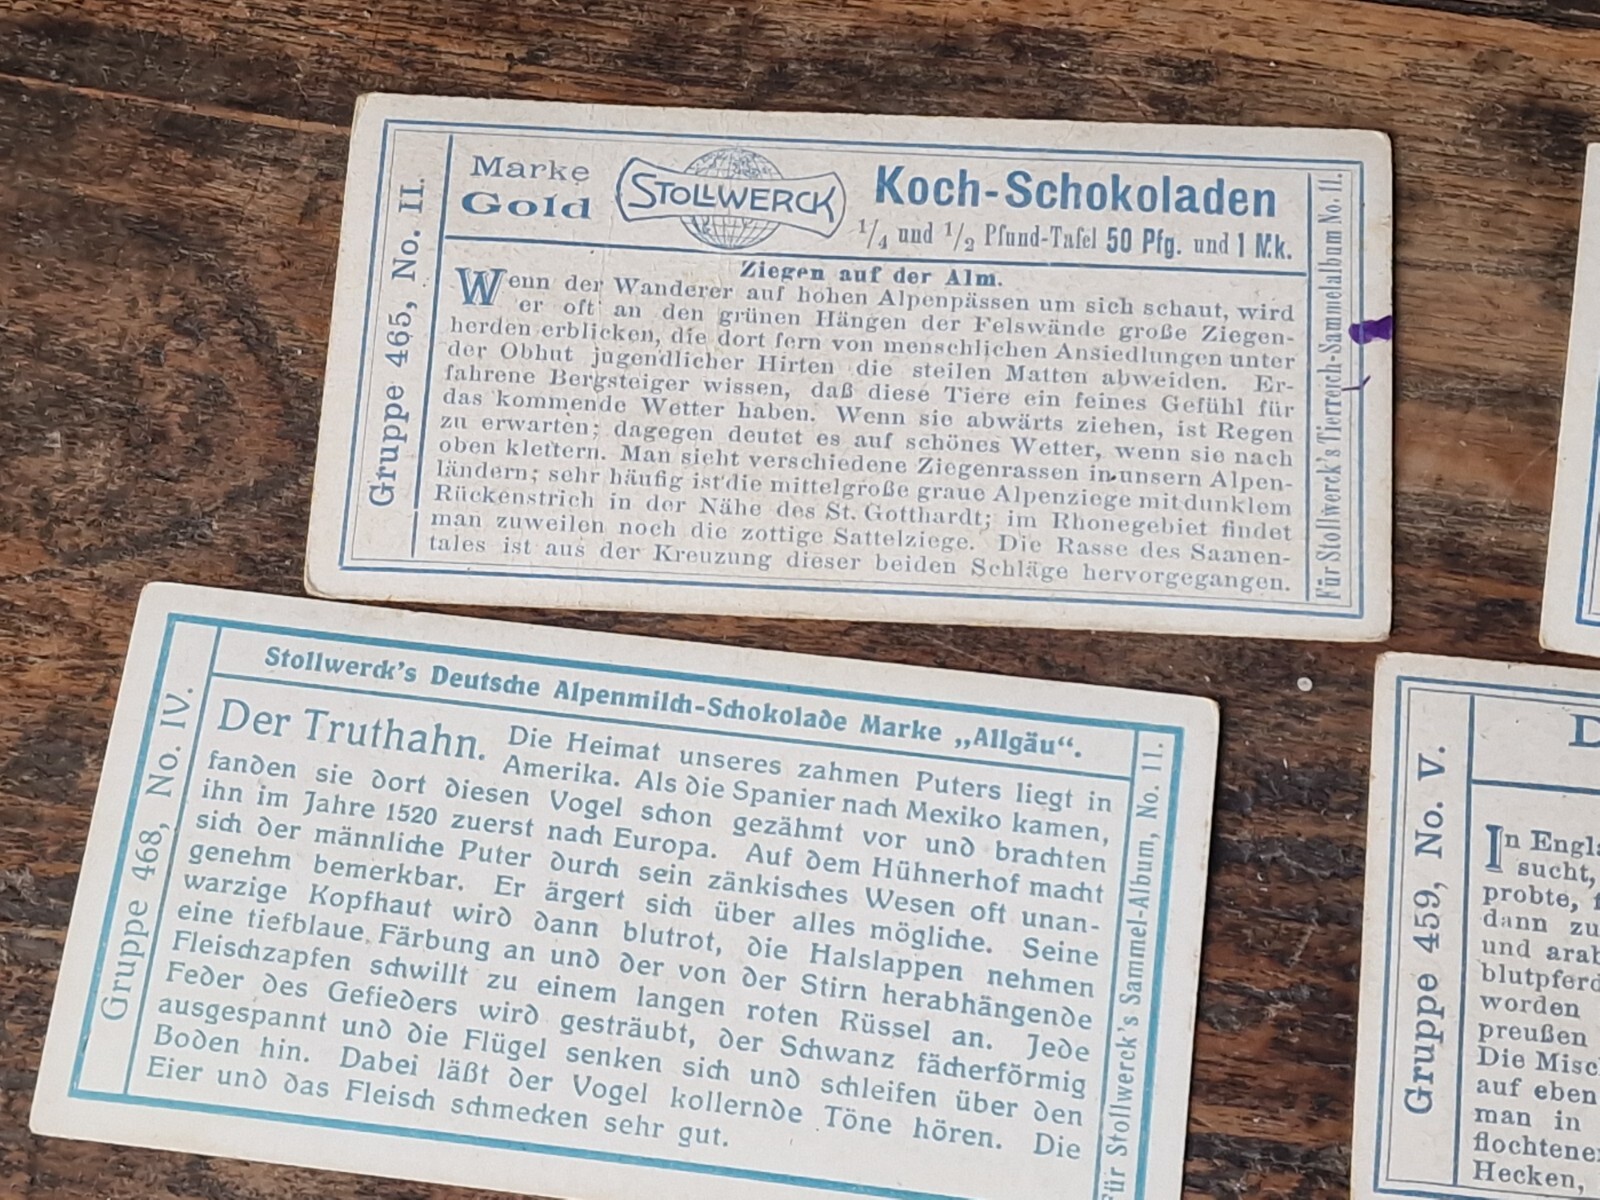 Gruppe 465, No. II.
Marke
Gold
STOLLWERCK
Koch-Schokoladen
1/4 und 1/2 Pfund-Tafel 50 Pfg. und 1 Mk.
Ziegen auf der Alm.
Wenn der Wanderer auf hohen Alpenpässen um sich schaut, wird
er oft an den grünen Hängen der Felswände große Ziegen-
herden erblicken, die dort fern von menschlichen Ansiedlungen unter
der Obhut jugendlicher Hirten die steilen Matten abweiden. Er-
fahrene Bergsteiger wissen, daß diese Tiere ein feines Gefühl für
das kommende Wetter haben. Wenn sie abwärts ziehen, ist Regen
zu erwarten; dagegen deutet es auf schönes Wetter, wenn sie nach
oben klettern. Man sieht verschiedene Ziegenrassen in unsern Alpen-
ländern; sehr häufig ist die mittelgroße graue Alpenziege mit dunklem
Rückenstrich in der Nähe des St. Gotthardt; im Rhonegebiet findet
man zuweilen noch die zottige Sattelziege. Die Rasse des Saanen-
tales ist aus der Kreuzung dieser beiden Schläge hervorgegangen.
Für Stollwerck's Tierreich-Sammelalbum No. 11.
Gruppe 468, No. IV.
Stollwerck's Deutsche Alpenmilch-Schokolade Marke „Allgäu“.
Der Truthahn. Die Heimat unseres zahmen Puters liegt in
Amerika. Als die Spanier nach Mexiko kamen,
fanden sie dort diesen Vogel schon gezähmt vor und brachten
ihn im Jahre 1520 zuerst nach Europa. Auf dem Hühnerhof macht
sich der männliche Puter durch sein zänkisches Wesen oft unan-
genehm bemerkbar. Er ärgert sich über alles mögliche. Seine
warzige Kopfhaut wird dann blutrot, die Halslappen nehmen
eine tiefblaue Färbung an und der von der Stirn herabhängende
Fleischzapfen schwillt zu einem langen roten Rüssel an. Jede
Feder des Gefieders wird gesträubt, der Schwanz fächerförmig
ausgespannt und die Flügel senken sich und schleifen über den
Boden hin. Dabei läßt der Vogel kollernde Töne hören. Die
Eier und das Fleisch schmecken sehr gut.
Für Stollwerck's Sammel-Album, No. 11.
Gruppe 459, No. V.
D
In Engl
sucht,
probte,
dann zu
und arab
blutpferd
worden
preußen
Die Misc
auf eben
man in
flochtene
Hecken,